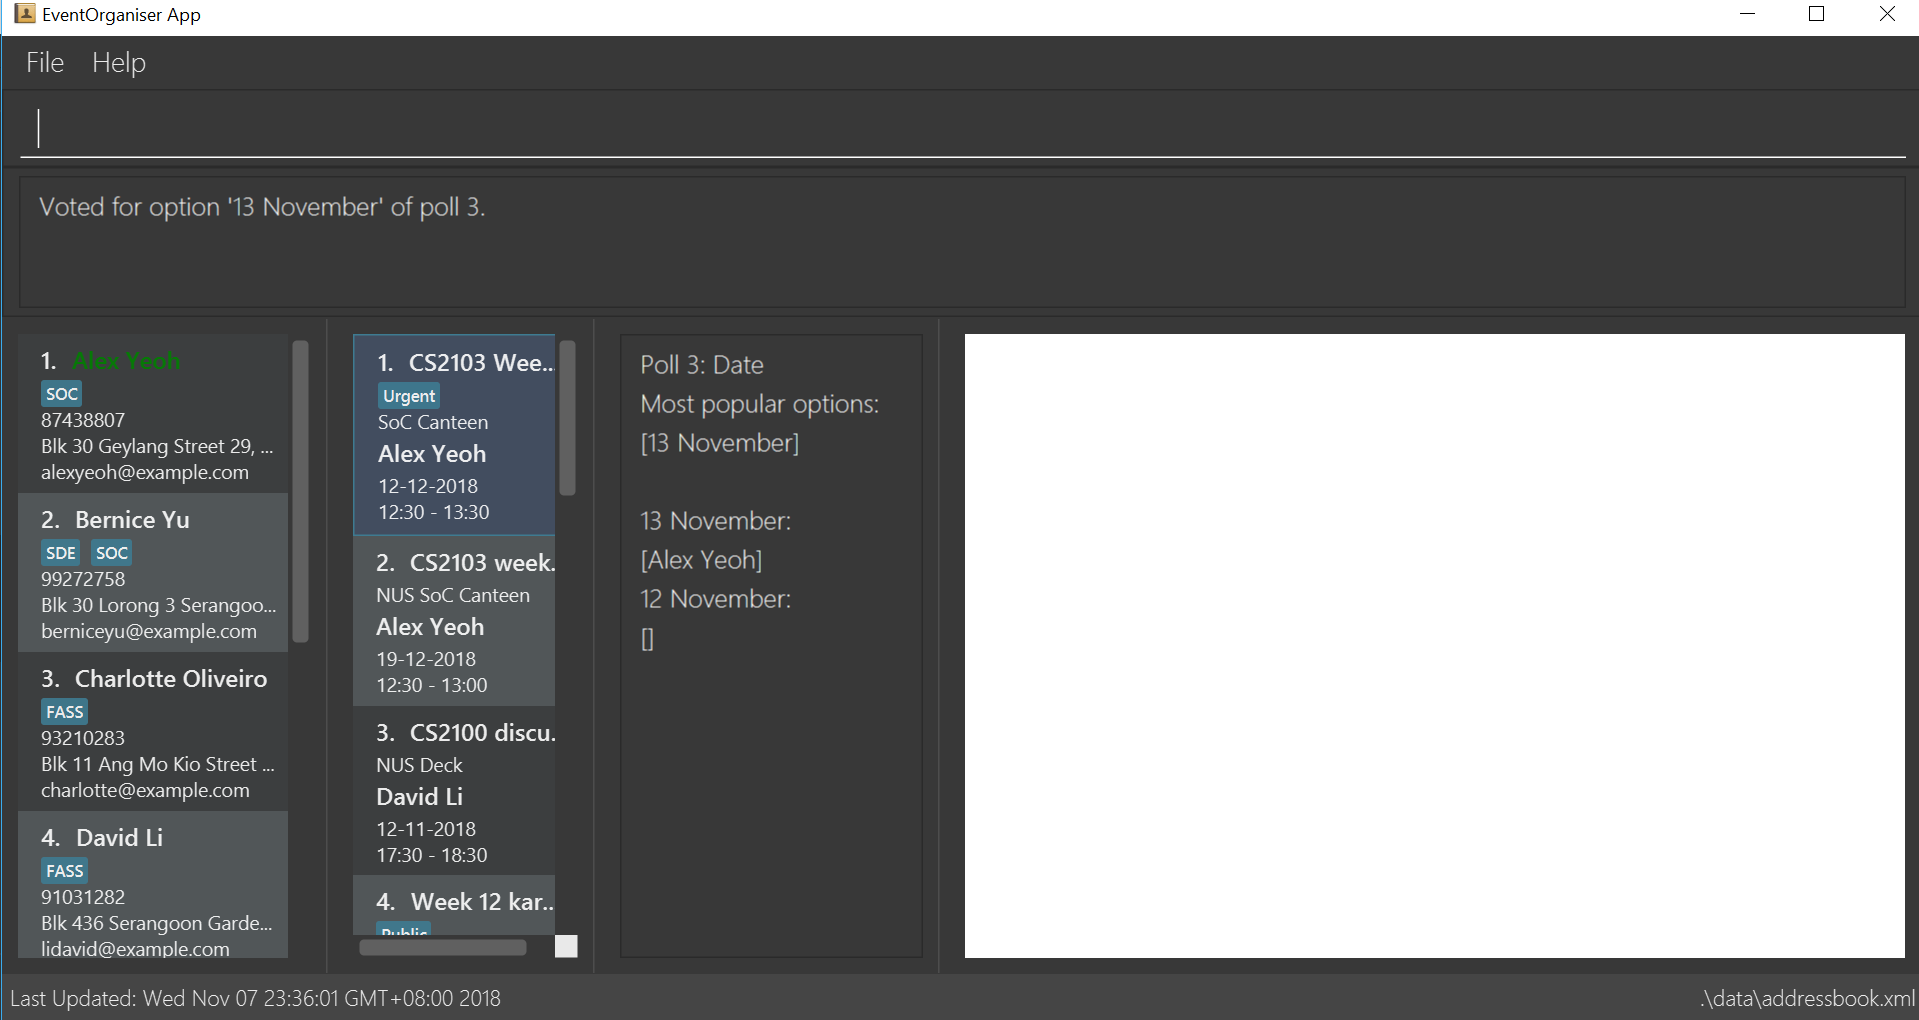 EventOrganiser App
File Help
Voted for option '13 November' of poll 3.
1. Alex Yeoh
SOC
87438807
Blk 30 Geylang Street 29, ...
alexyeoh@example.com
2. Bernice Yu
SDE SOC
99272758
Blk 30 Lorong 3 Serangoo...
berniceyu@example.com
3. Charlotte Oliveiro
FASS
93210283
Blk 11 Ang Mo Kio Street ...
charlotte@example.com
4. David Li
FASS
91031282
Blk 436 Serangoon Garde...
lidavid@example.com
1. CS2103 Wee...
Urgent
SoC Canteen
Alex Yeoh
12-12-2018
12:30 - 13:30
2. CS2103 week.
NUS SoC Canteen
Alex Yeoh
19-12-2018
12:30 - 13:00
3. CS2100 discu.
NUS Deck
David Li
12-11-2018
17:30 - 18:30
4. Week 12 kar...
Public
Poll 3: Date
Most popular options:
[13 November]
13 November:
[Alex Yeoh]
12 November:
[]
Last Updated: Wed Nov 07 23:36:01 GMT+08:00 2018
.\data\addressbook.xml